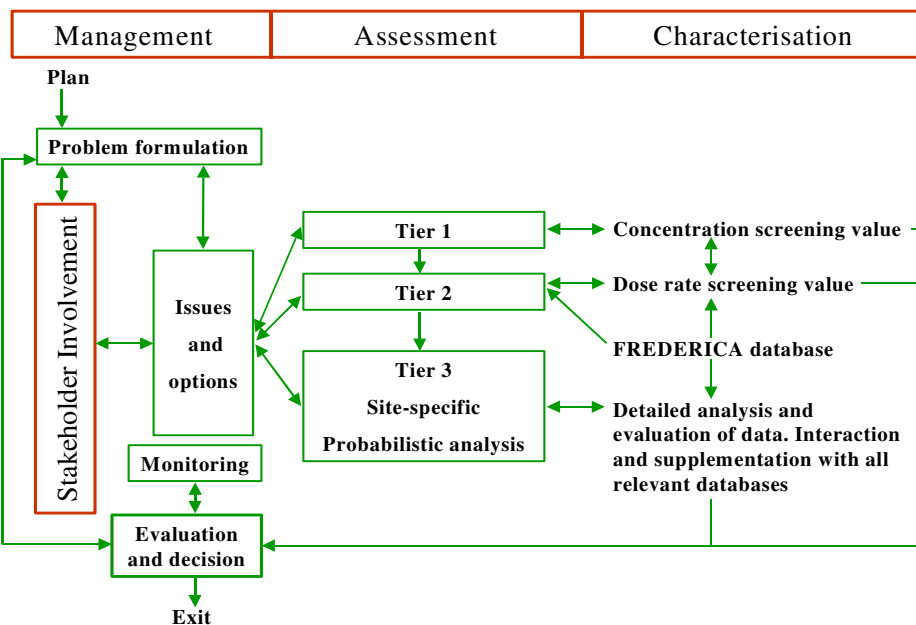 Management
Assessment
Characterisation
Plan
Problem formulation
Stakeholder Involvement
Issues
and
options
Tier 1
Tier 2
Tier 3
Site-specific
Probabilistic analysis
Concentration screening value
Dose rate screening value
FREDERICA database
Detailed analysis and
evaluation of data. Interaction
and supplementation with all
relevant databases
Monitoring
Evaluation
and decision
Exit